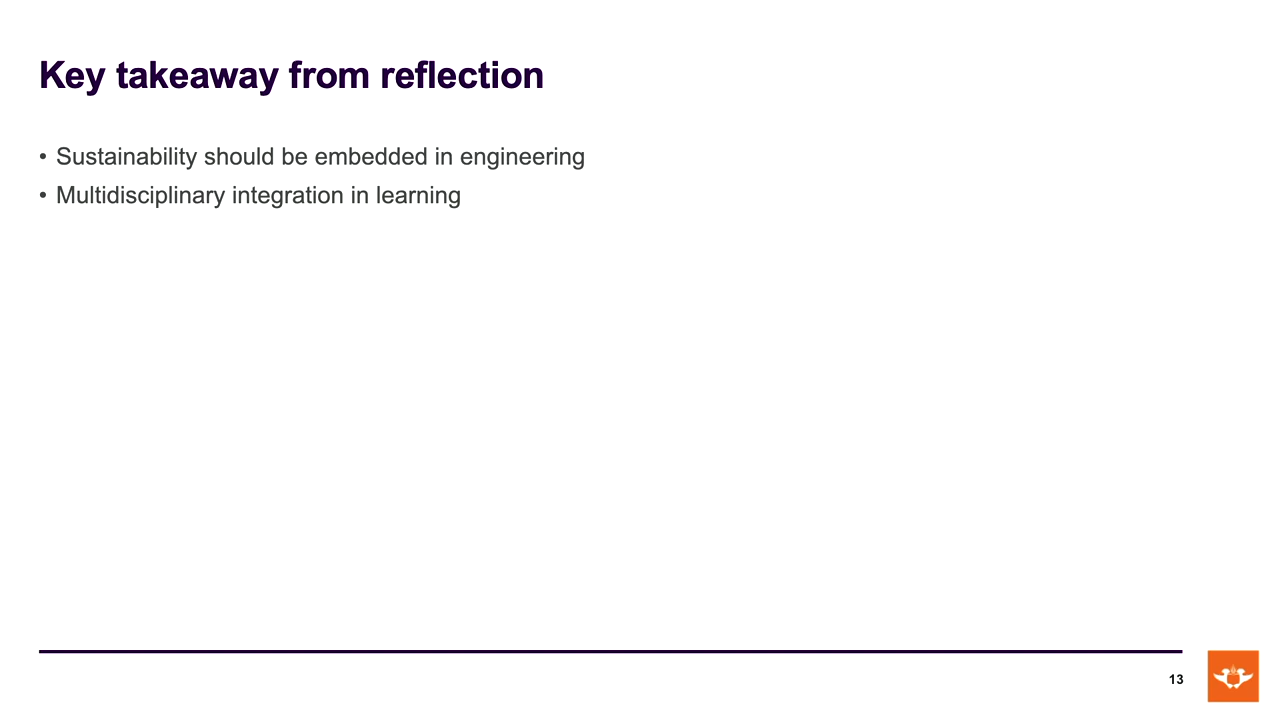 Key takeaway from reflection
• Sustainability should be embedded in engineering
• Multidisciplinary integration in learning
13